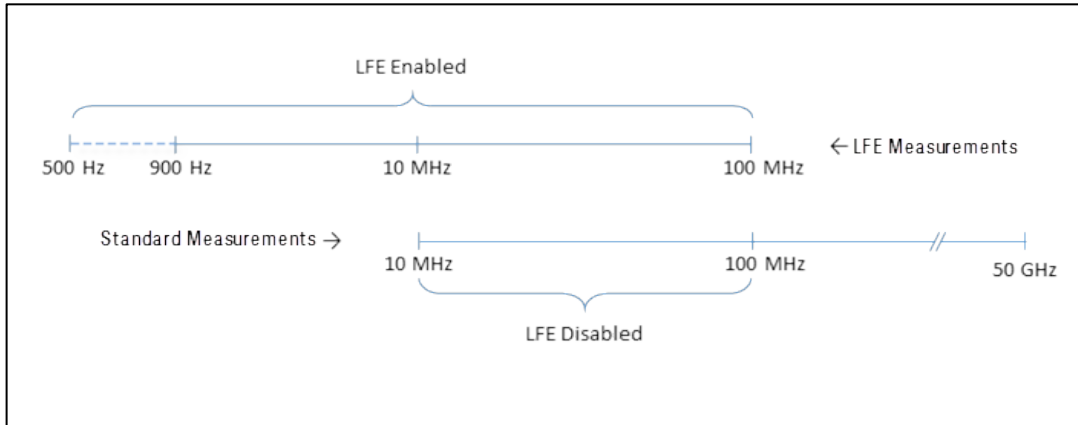 LFE Enabled
500 Hz 900 Hz 10 MHz 100 MHz ← LFE Measurements
Standard Measurements →
10 MHz 100 MHz 50 GHz
LFE Disabled